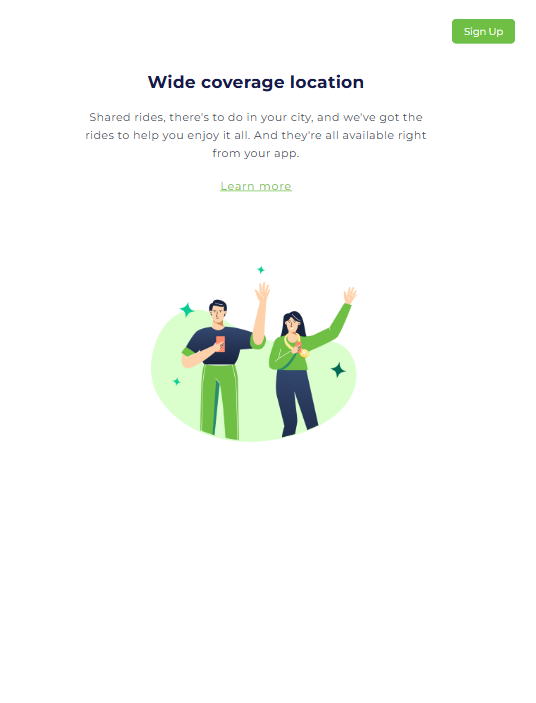 Sign Up
Wide coverage location
Shared rides, there's to do in your city, and we've got the
rides to help you enjoy it all. And they're all available right
from your app.
Learn more